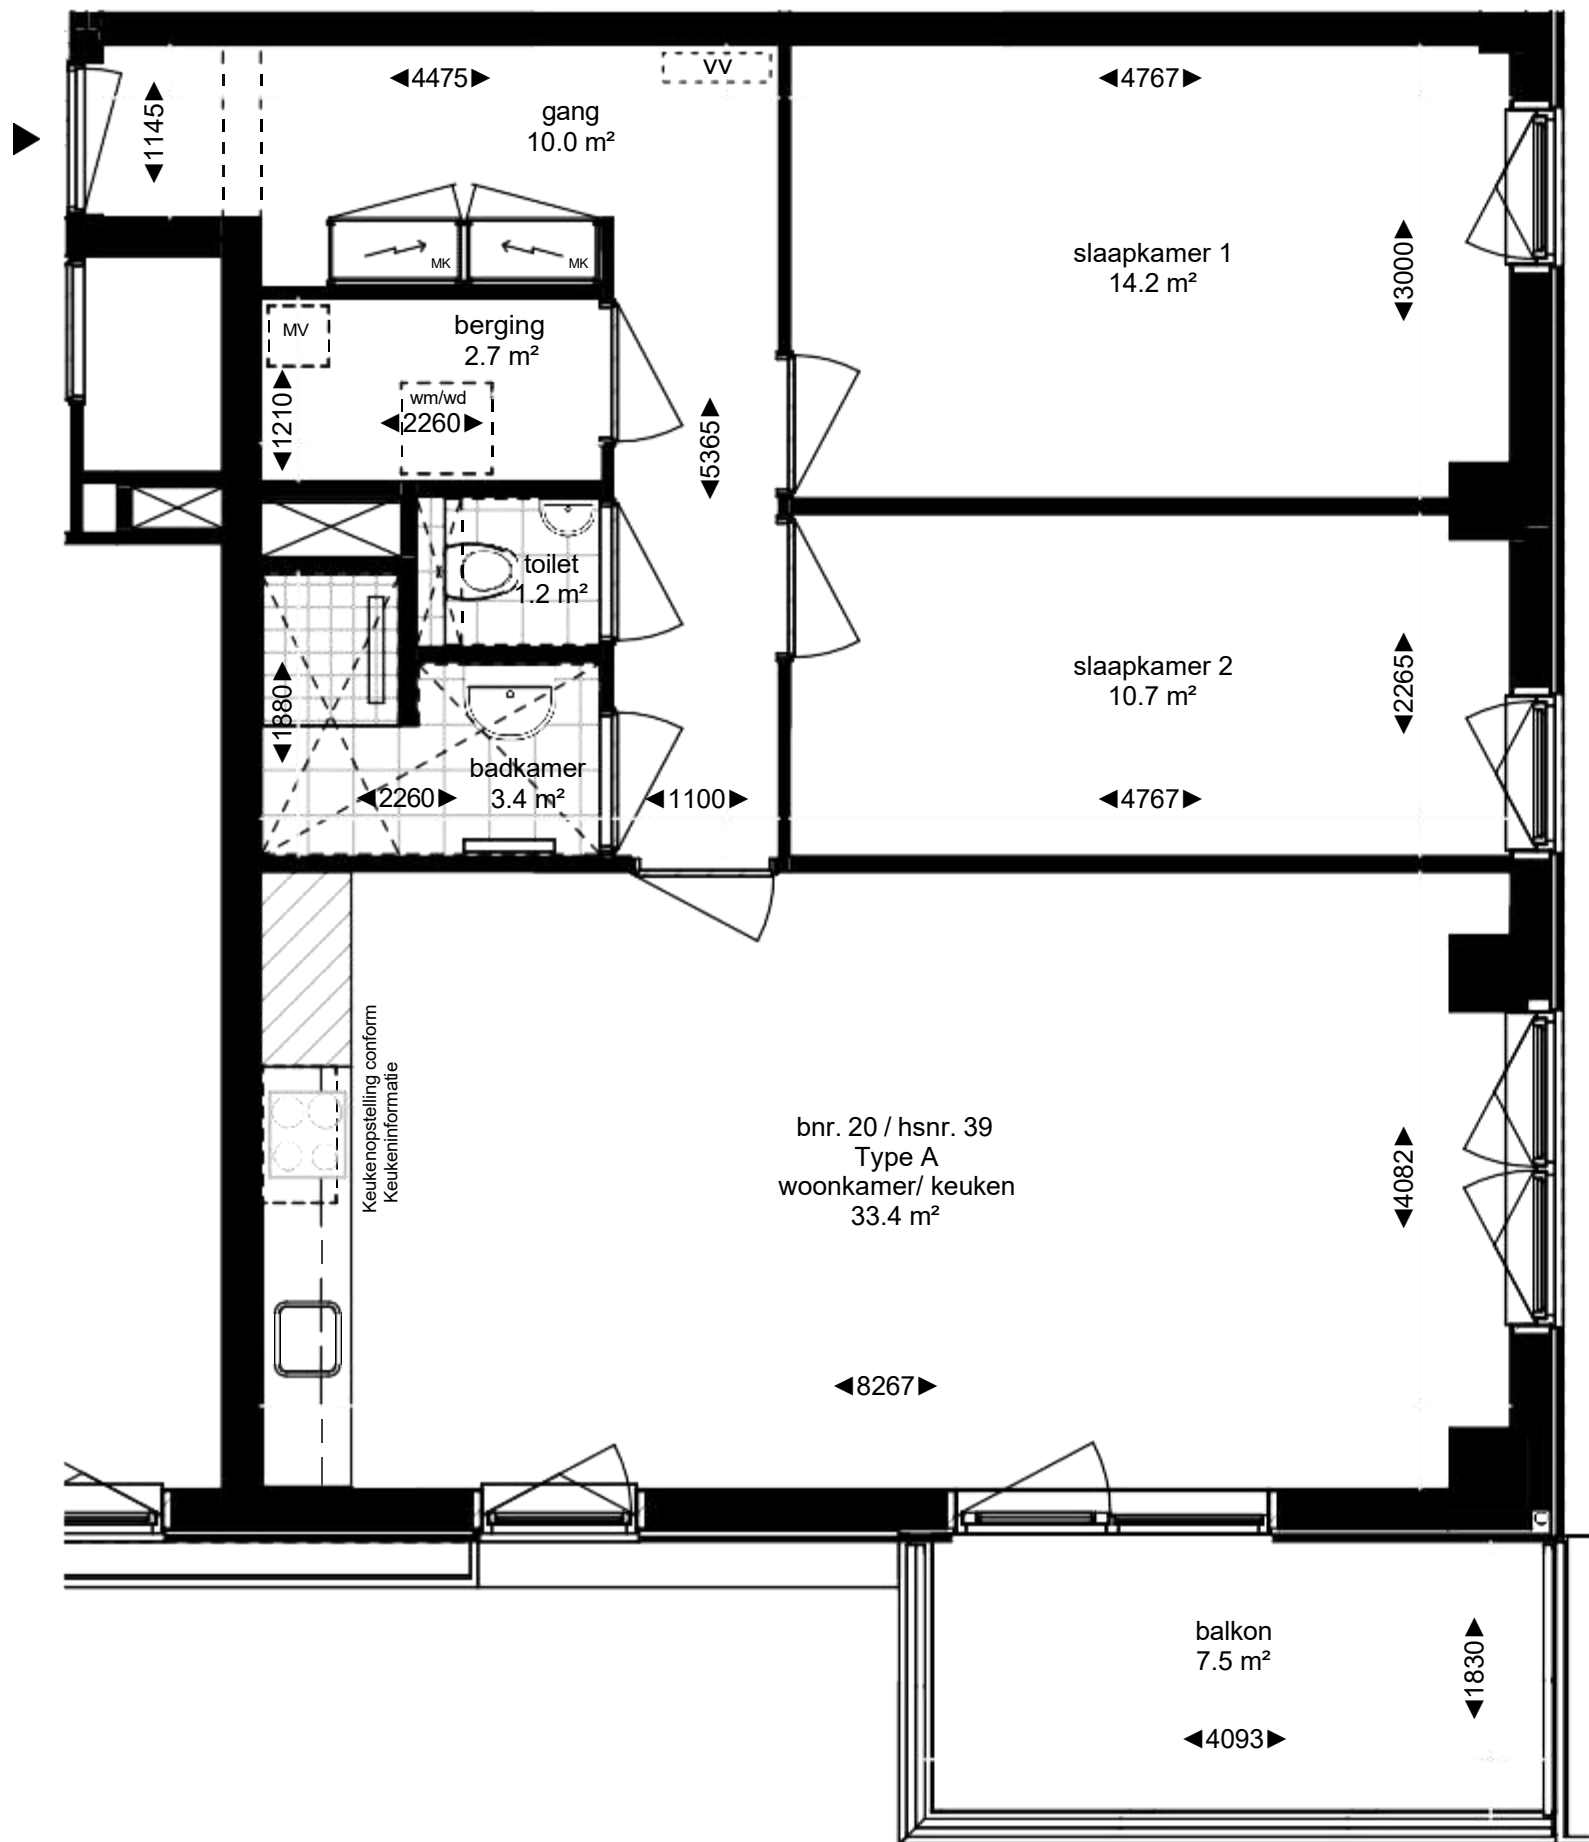 4475
VV
4767
1145
gang
10.0 m²
MK
MK
slaapkamer 1
14.2 m²
3000
MV
berging
2.7 m²
wm/wd
1210
2260
5365
toilet
1.2 m²
slaapkamer 2
10.7 m²
2265
1880
badkamer
3.4 m²
2260
1100
4767
Keukenopstelling conform
Keukeninformatie
bnr. 20 / hsnr. 39
Type A
woonkamer/ keuken
33.4 m²
4082
8267
balkon
7.5 m²
1830
4093